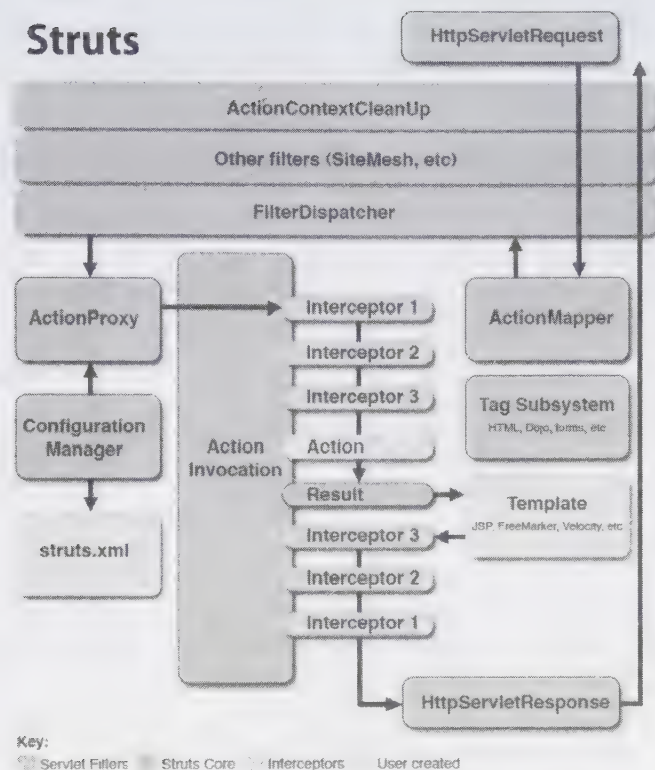 Struts
HttpServletRequest
ActionContextCleanUp
Other filters (SiteMesh, etc)
FilterDispatcher
ActionProxy
Interceptor 1
ActionMapper
Interceptor 2
Interceptor 3
Tag Subsystem
HTML, Dojo, forms, etc
Configuration
Manager
Action
Invocation
Action
Result
Template
JSP, FreeMarker, Velocity, etc
struts.xml
Interceptor 3
Interceptor 2
Interceptor 1
HttpServletResponse
Key:
Servlet Filters
Struts Core
Interceptors
User created